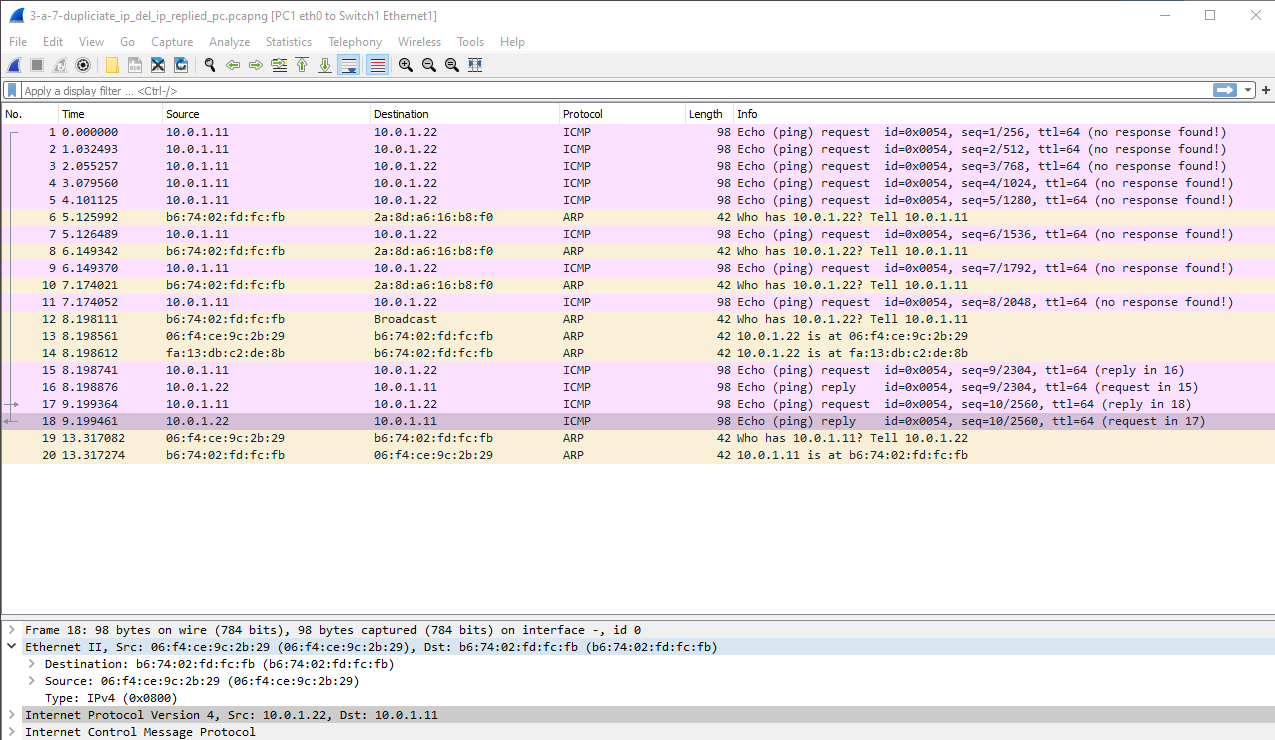 3-a-7-dupliciate_ip_del_ip_replied_pc.pcapng [PC1 eth0 to Switch1 Ethernet1]
File Edit View Go Capture Analyze Statistics Telephony Wireless Tools Help
Apply a display filter ... <Ctrl-/>
No. Time Source Destination Protocol Length Info
1 0.000000 10.0.1.11 10.0.1.22 ICMP 98 Echo (ping) request id=0x0054, seq=1/256, ttl=64 (no response found!)
2 1.032493 10.0.1.11 10.0.1.22 ICMP 98 Echo (ping) request id=0x0054, seq=2/512, ttl=64 (no response found!)
3 2.055257 10.0.1.11 10.0.1.22 ICMP 98 Echo (ping) request id=0x0054, seq=3/768, ttl=64 (no response found!)
4 3.079560 10.0.1.11 10.0.1.22 ICMP 98 Echo (ping) request id=0x0054, seq=4/1024, ttl=64 (no response found!)
5 4.101125 10.0.1.11 10.0.1.22 ICMP 98 Echo (ping) request id=0x0054, seq=5/1280, ttl=64 (no response found!)
6 5.125992 b6:74:02:fd:fc:fb 2a:8d:a6:16:b8:f0 ARP 42 Who has 10.0.1.22? Tell 10.0.1.11
7 5.126489 10.0.1.11 10.0.1.22 ICMP 98 Echo (ping) request id=0x0054, seq=6/1536, ttl=64 (no response found!)
8 6.149342 b6:74:02:fd:fc:fb 2a:8d:a6:16:b8:f0 ARP 42 Who has 10.0.1.22? Tell 10.0.1.11
9 6.149370 10.0.1.11 10.0.1.22 ICMP 98 Echo (ping) request id=0x0054, seq=7/1792, ttl=64 (no response found!)
10 7.174021 b6:74:02:fd:fc:fb 2a:8d:a6:16:b8:f0 ARP 42 Who has 10.0.1.22? Tell 10.0.1.11
11 7.174052 10.0.1.11 10.0.1.22 ICMP 98 Echo (ping) request id=0x0054, seq=8/2048, ttl=64 (no response found!)
12 8.198111 b6:74:02:fd:fc:fb Broadcast ARP 42 Who has 10.0.1.22? Tell 10.0.1.11
13 8.198561 06:f4:ce:9c:2b:29 b6:74:02:fd:fc:fb ARP 42 10.0.1.22 is at 06:f4:ce:9c:2b:29
14 8.198612 fa:13:db:c2:de:8b b6:74:02:fd:fc:fb ARP 42 10.0.1.22 is at fa:13:db:c2:de:8b
15 8.198741 10.0.1.11 10.0.1.22 ICMP 98 Echo (ping) request id=0x0054, seq=9/2304, ttl=64 (reply in 16)
16 8.198876 10.0.1.22 10.0.1.11 ICMP 98 Echo (ping) reply id=0x0054, seq=9/2304, ttl=64 (request in 15)
17 9.199364 10.0.1.11 10.0.1.22 ICMP 98 Echo (ping) request id=0x0054, seq=10/2560, ttl=64 (reply in 18)
18 9.199461 10.0.1.22 10.0.1.11 ICMP 98 Echo (ping) reply id=0x0054, seq=10/2560, ttl=64 (request in 17)
19 13.317082 06:f4:ce:9c:2b:29 b6:74:02:fd:fc:fb ARP 42 Who has 10.0.1.11? Tell 10.0.1.22
20 13.317274 b6:74:02:fd:fc:fb 06:f4:ce:9c:2b:29 ARP 42 10.0.1.11 is at b6:74:02:fd:fc:fb
Frame 18: 98 bytes on wire (784 bits), 98 bytes captured (784 bits) on interface -, id 0
Ethernet II, Src: 06:f4:ce:9c:2b:29 (06:f4:ce:9c:2b:29), Dst: b6:74:02:fd:fc:fb (b6:74:02:fd:fc:fb)
Destination: b6:74:02:fd:fc:fb (b6:74:02:fd:fc:fb)
Source: 06:f4:ce:9c:2b:29 (06:f4:ce:9c:2b:29)
Type: IPv4 (0x0800)
Internet Protocol Version 4, Src: 10.0.1.22, Dst: 10.0.1.11
Internet Control Message Protocol